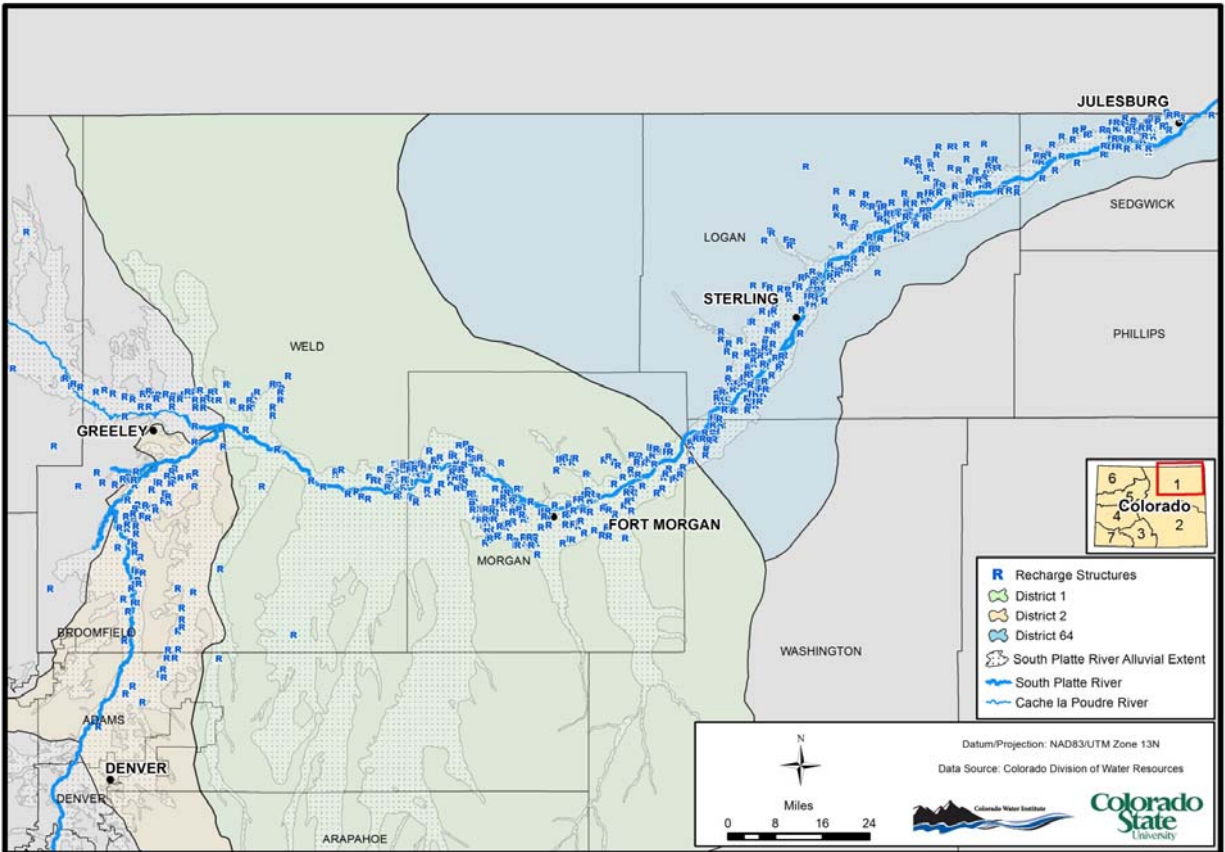 JULESBURG
SEDGWICK
LOGAN
STERLING
PHILLIPS
WELD
GREELEY
FORT MORGAN
MORGAN
BROOMFIELD
WASHINGTON
ADAMS
DENVER
DENVER
ARAPAHOE
6
1
5
Colorado
4
2
7
3
R Recharge Structures
District 1
District 2
District 64
South Platte River Alluvial Extent
South Platte River
Cache la Poudre River
N
Miles
0 8 16 24
Datum/Projection: NAD83/UTM Zone 13N
Data Source: Colorado Division of Water Resources
Colorado Water Institute
Colorado
State
University